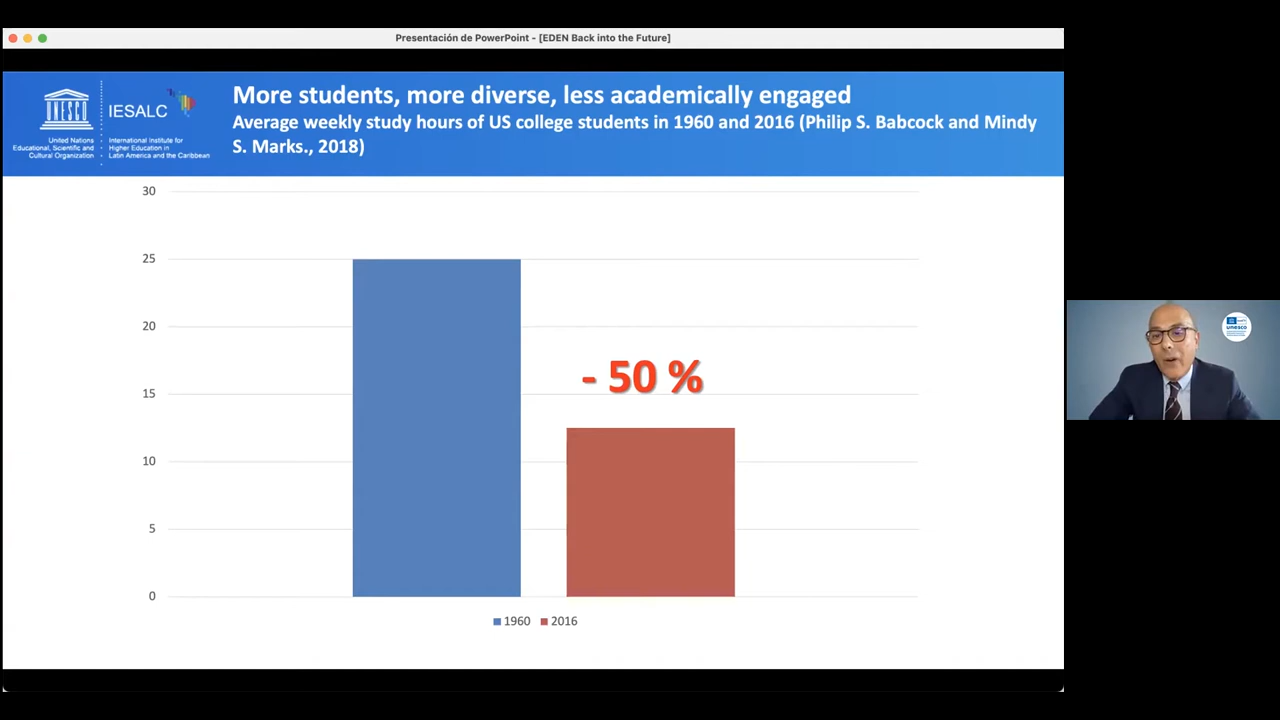 Presentación de PowerPoint - [EDEN Back into the Future]
UNESCO
United Nations
Educational, Scientific and
Cultural Organization
IESALC
International Institute for
Higher Education in
Latin America and the Caribbean
More students, more diverse, less academically engaged
Average weekly study hours of US college students in 1960 and 2016 (Philip S. Babcock and Mindy
S. Marks., 2018)
30
25
20
15
10
5
0
- 50 %
1960 2016
unesco